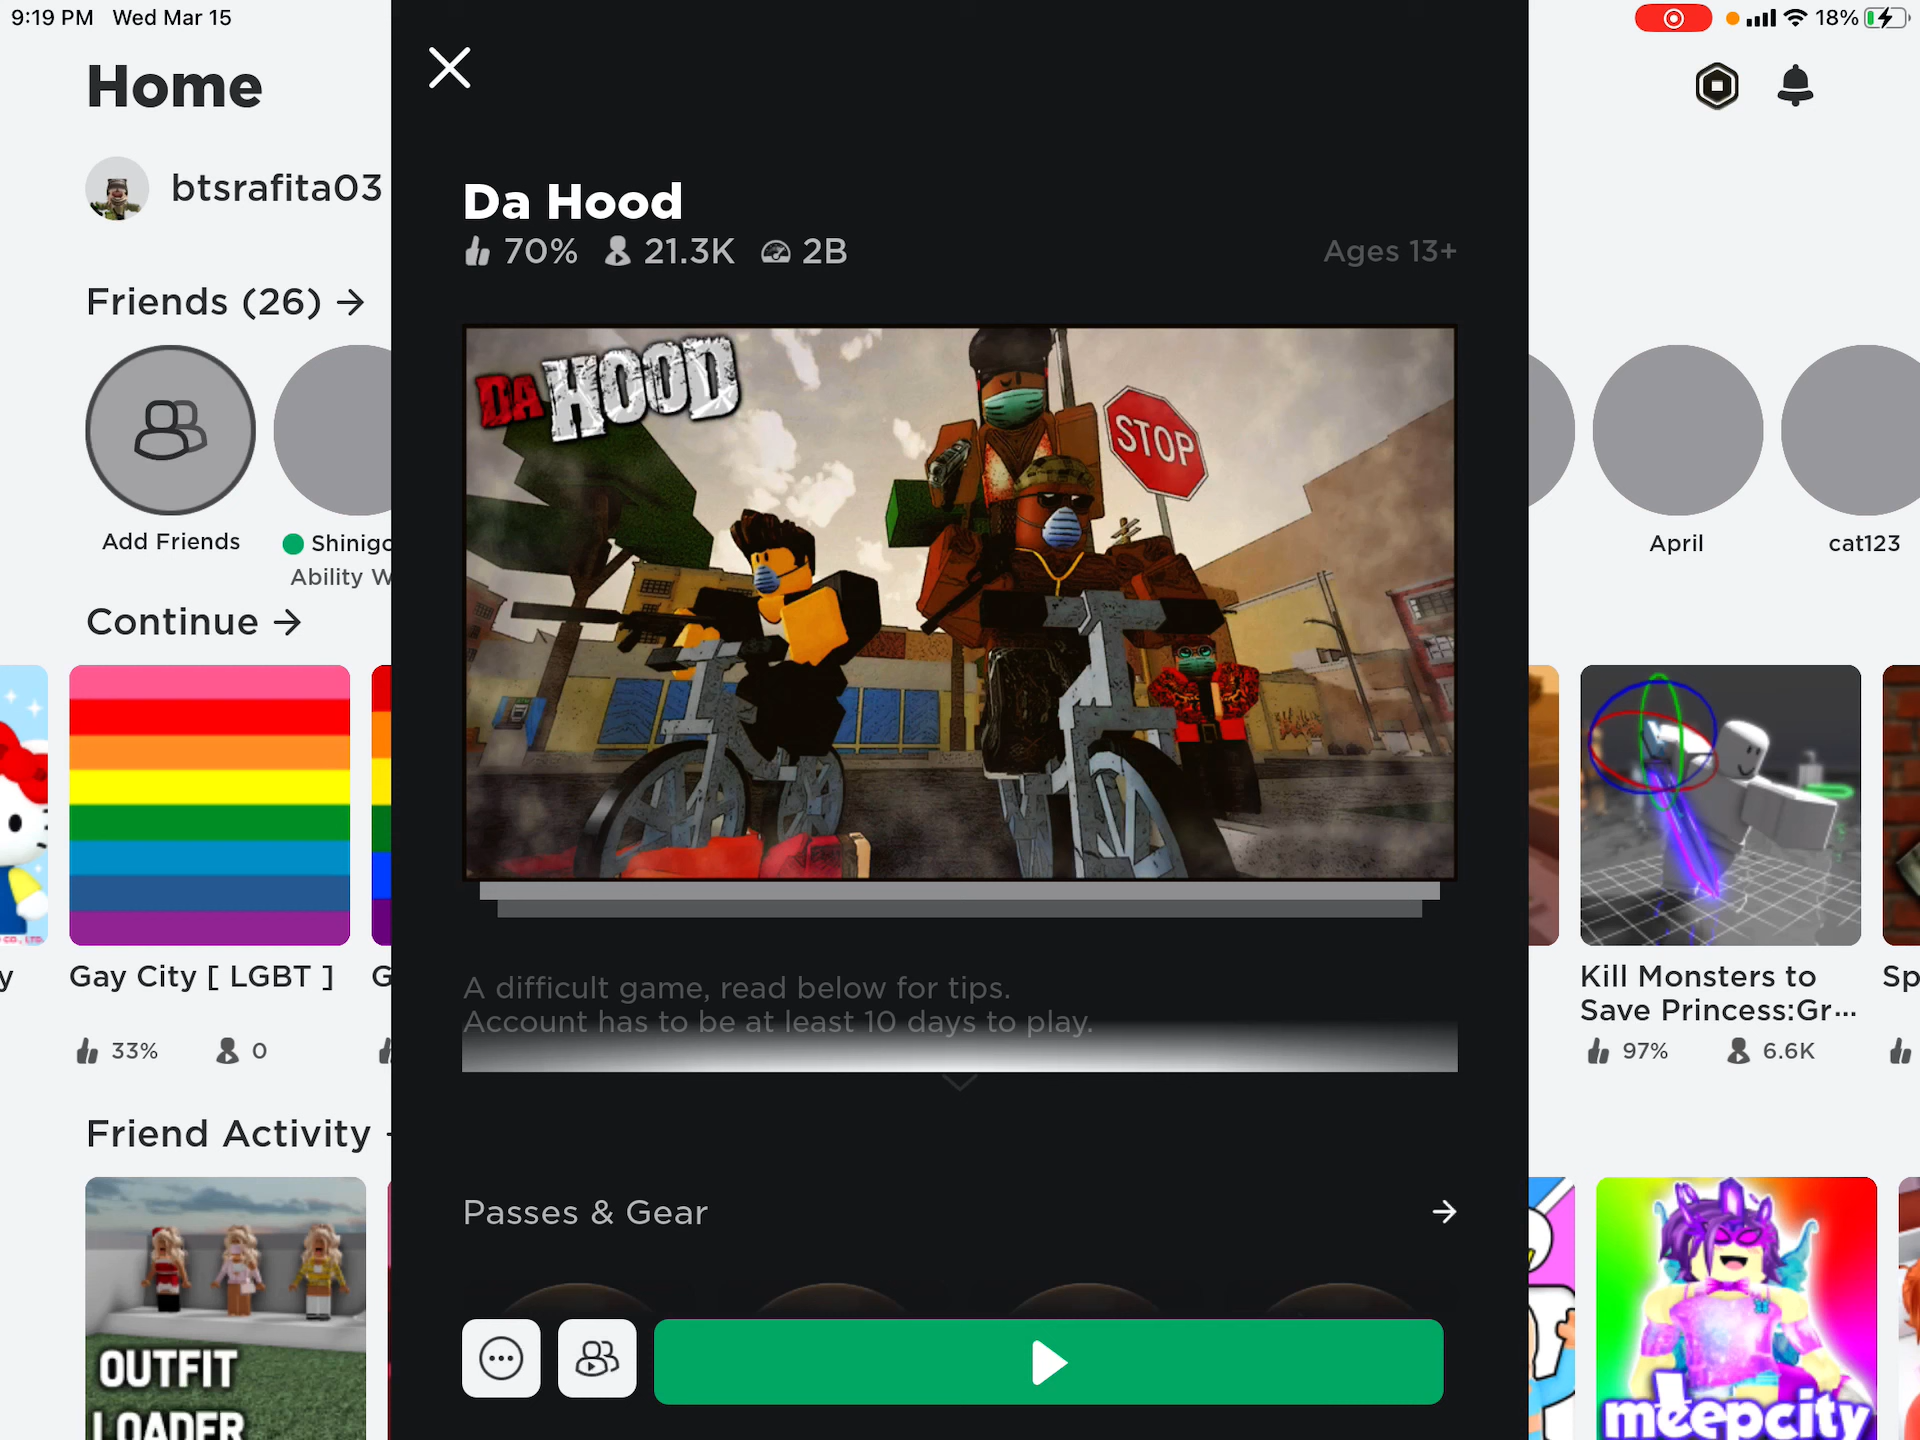 9:19 PM Wed Mar 15
18%
Home
btsrafita03
Friends (26)
Add Friends
Shinigo
Ability W
April
cat123
Continue
y
Gay City [ LGBT ]
33% 0
G
Kill Monsters to
Save Princess:Gr...
97% 6.6K
Sp
Friend Activity
OUTFIT
LOADER
meepcity
Da Hood
70% 21.3K 2B
Ages 13+
DA HOOD
STOP
A difficult game, read below for tips.
Account has to be at least 10 days to play.
Passes & Gear